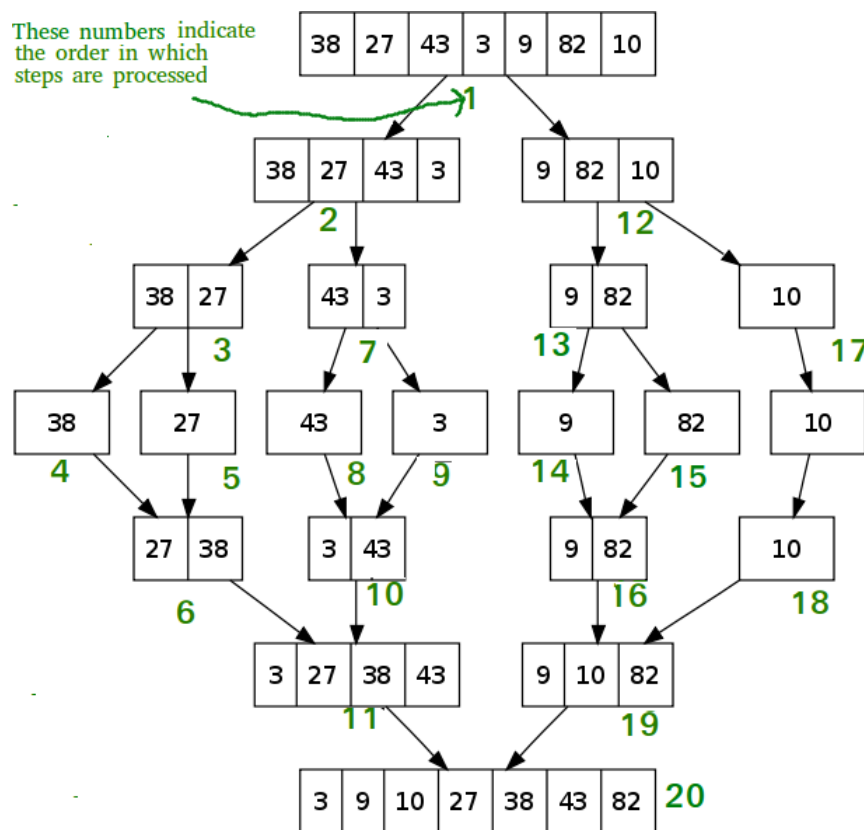 These numbers indicate
the order in which
steps are processed
38 27 43 3 9 82 10
1
38 27 43 3 9 82 10
2 12
38 27 43 3 9 82 10
3 7 13 17
38 27 43 3 9 82 10
4 5 8 9 14 15
27 38 3 43 9 82 10
6 10 16 18
3 27 38 43 9 10 82
11 19
3 9 10 27 38 43 82 20